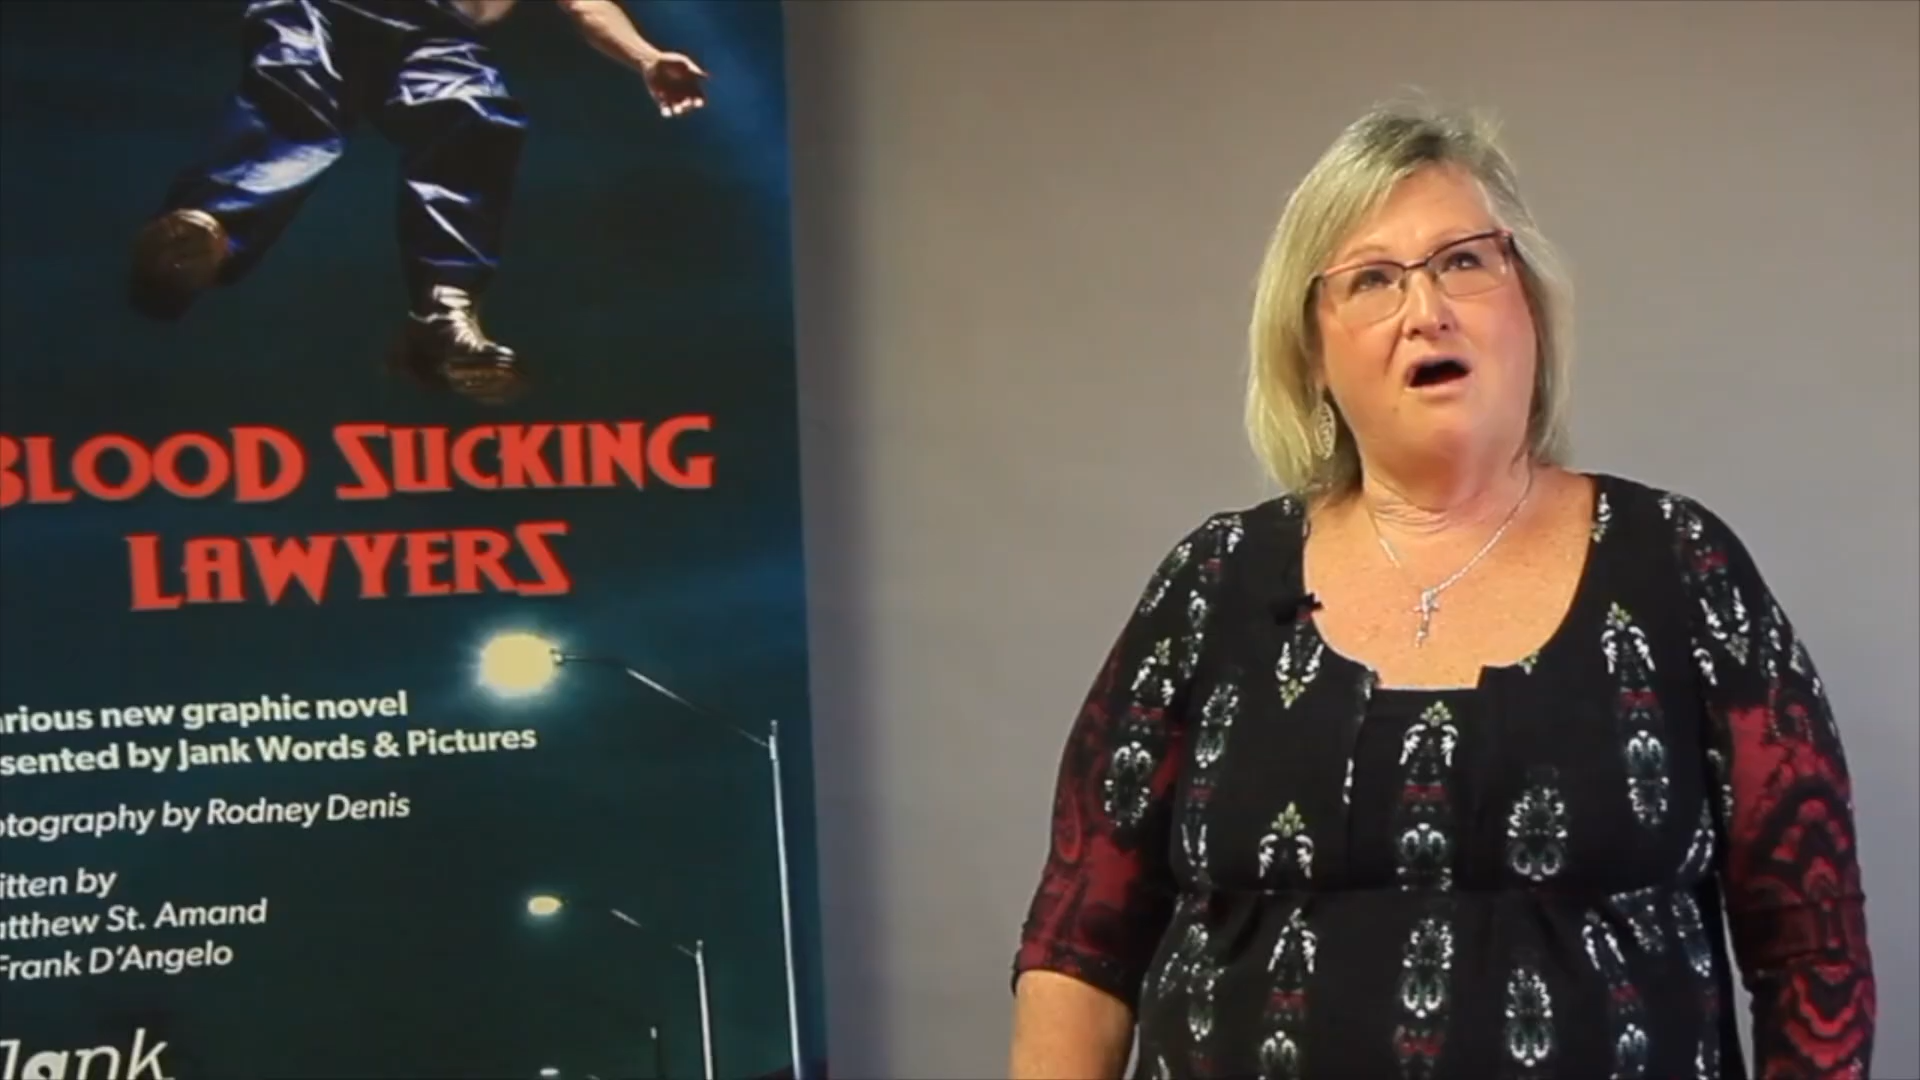 BLOOD SUCKING
LAWYERS
arious new graphic novel
sented by Jank Words & Pictures
otography by Rodney Denis
itten by
atthew St. Amand
Frank D'Angelo
Jank